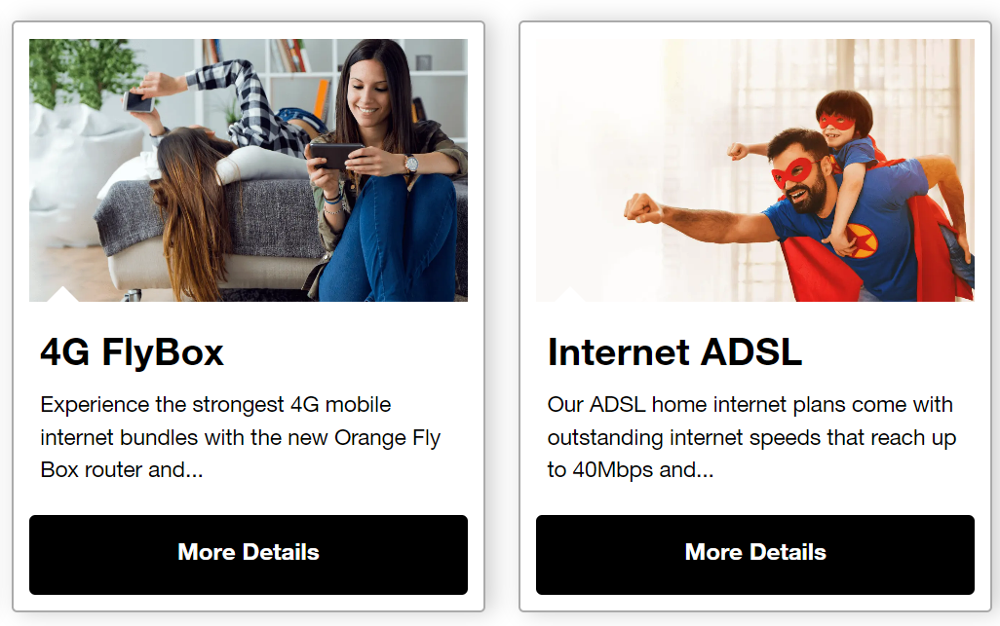 4G FlyBox
Experience the strongest 4G mobile
internet bundles with the new Orange Fly
Box router and...
More Details
Internet ADSL
Our ADSL home internet plans come with
outstanding internet speeds that reach up
to 40Mbps and...
More Details